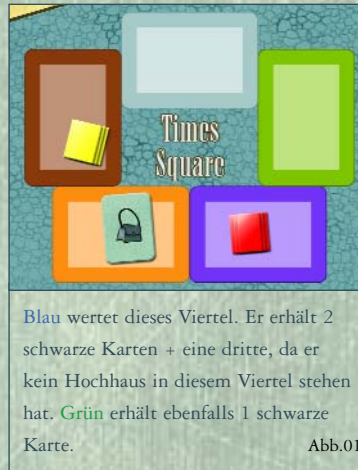 Times
Square
Blau wertet dieses Viertel. Er erhält 2
schwarze Karten + eine dritte, da er
kein Hochhaus in diesem Viertel stehen
hat. Grün erhält ebenfalls 1 schwarze
Karte.
Abb.01